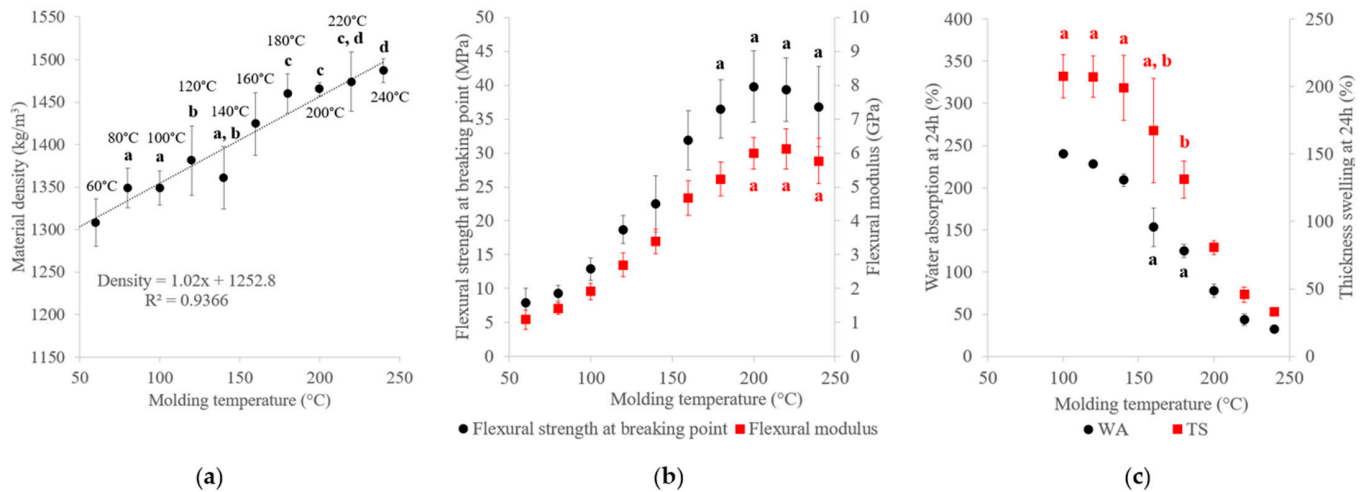 Material density (kg/m³)
1550
1500
1450
1400
1350
1300
1250
1200
1150
60°C
80°C
a
100°C
a
120°C
b
140°C
a, b
160°C
180°C
c
200°C
c
220°C
c, d
240°C
d
Density = 1.02x + 1252.8
R² = 0.9366
50
100
150
200
250
Molding temperature (°C)
(a)
Flexural strength at breaking point (MPa)
50
45
40
35
30
25
20
15
10
5
0
a
a
a
a
a
a
a
10
9
8
7
6
5
4
3
2
1
0
Flexural modulus (GPa)
50
100
150
200
250
Molding temperature (°C)
Flexural strength at breaking point
Flexural modulus
(b)
Water absorption at 24h (%)
400
350
300
250
200
150
100
50
0
a
a
a
a, b
b
a
a
250
200
150
100
50
0
Thickness swelling at 24h (%)
50
100
150
200
250
Molding temperature (°C)
WA
TS
(c)